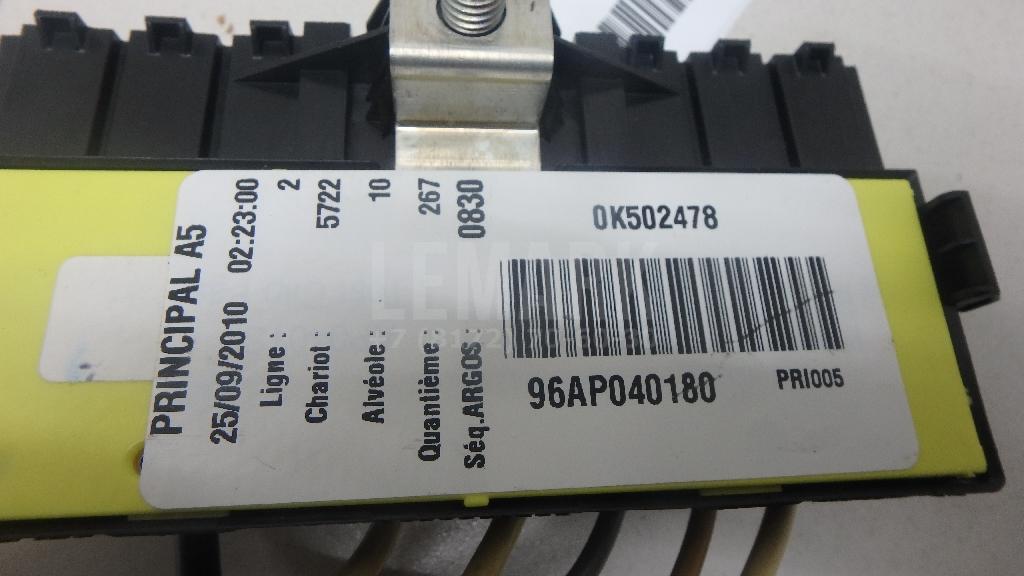 PRINCIPAL A5
25/09/2010 02:23:00
Ligne : 2
Chariot : 5722
Alvéole : 10
Quantième : 267
Séq.ARGOS : 0830
0K502478
96AP040180
PRI005
LEMARK